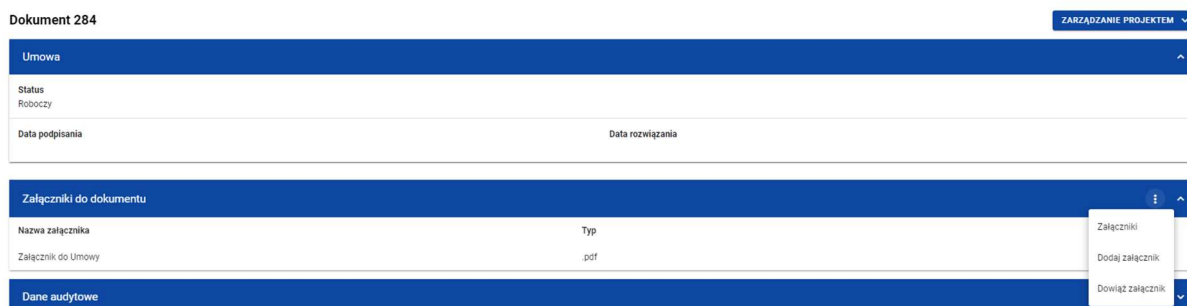 Dokument 284
ZARZĄDZANIE PROJEKTEM
Umowa
Status
Roboczy
Data podpisania Data rozwiązania
Załączniki do dokumentu
Nazwa załącznika Typ
Załącznik do Umowy .pdf
Załączniki
Dodaj załącznik
Dowiąż załącznik
Dane audytowe